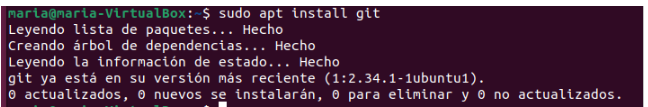 maria@maria-VirtualBox:~$ sudo apt install git
Leyendo lista de paquetes... Hecho
Creando árbol de dependencias... Hecho
Leyendo la información de estado... Hecho
git ya está en su versión más reciente (1:2.34.1-1ubuntu1).
0 actualizados, 0 nuevos se instalarán, 0 para eliminar y 0 no actualizados.